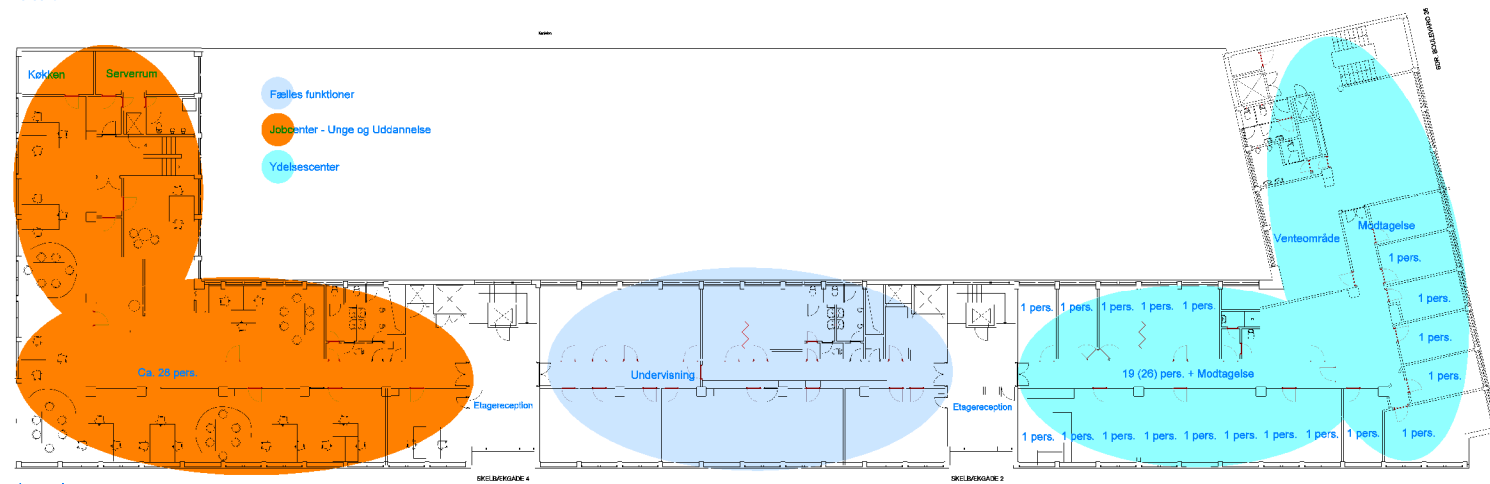 Køkken
Serverrum
Fælles funktioner
Jobcenter - Unge og Uddannelse
Ydelsescenter
Modtagelse
Venteområde
1 pers.
1 pers.
1 pers. 1 pers. 1 pers. 1 pers. 1 pers.
1 pers.
Ca. 28 pers.
Undervisning
19 (26) pers. + Modtagelse
1 pers.
Etagereception
Etagereception
1 pers. 1 pers. 1 pers. 1 pers. 1 pers. 1 pers. 1 pers. 1 pers. 1 pers. 1 pers.
SKELBÆKGADE 4
SKELBÆKGADE 2